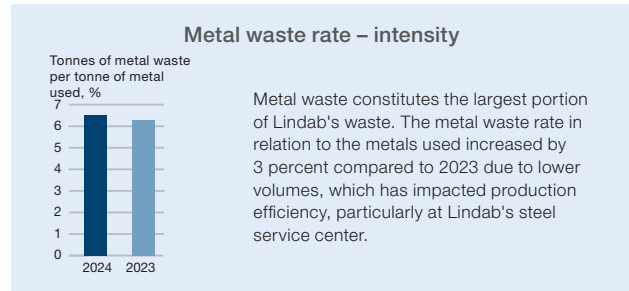 Metal waste rate – intensity
Tonnes of metal waste
per tonne of metal
used, %
7
6
5
4
3
2
1
0
2024 2023
Metal waste constitutes the largest portion
of Lindab's waste. The metal waste rate in
relation to the metals used increased by
3 percent compared to 2023 due to lower
volumes, which has impacted production
efficiency, particularly at Lindab's steel
service center.